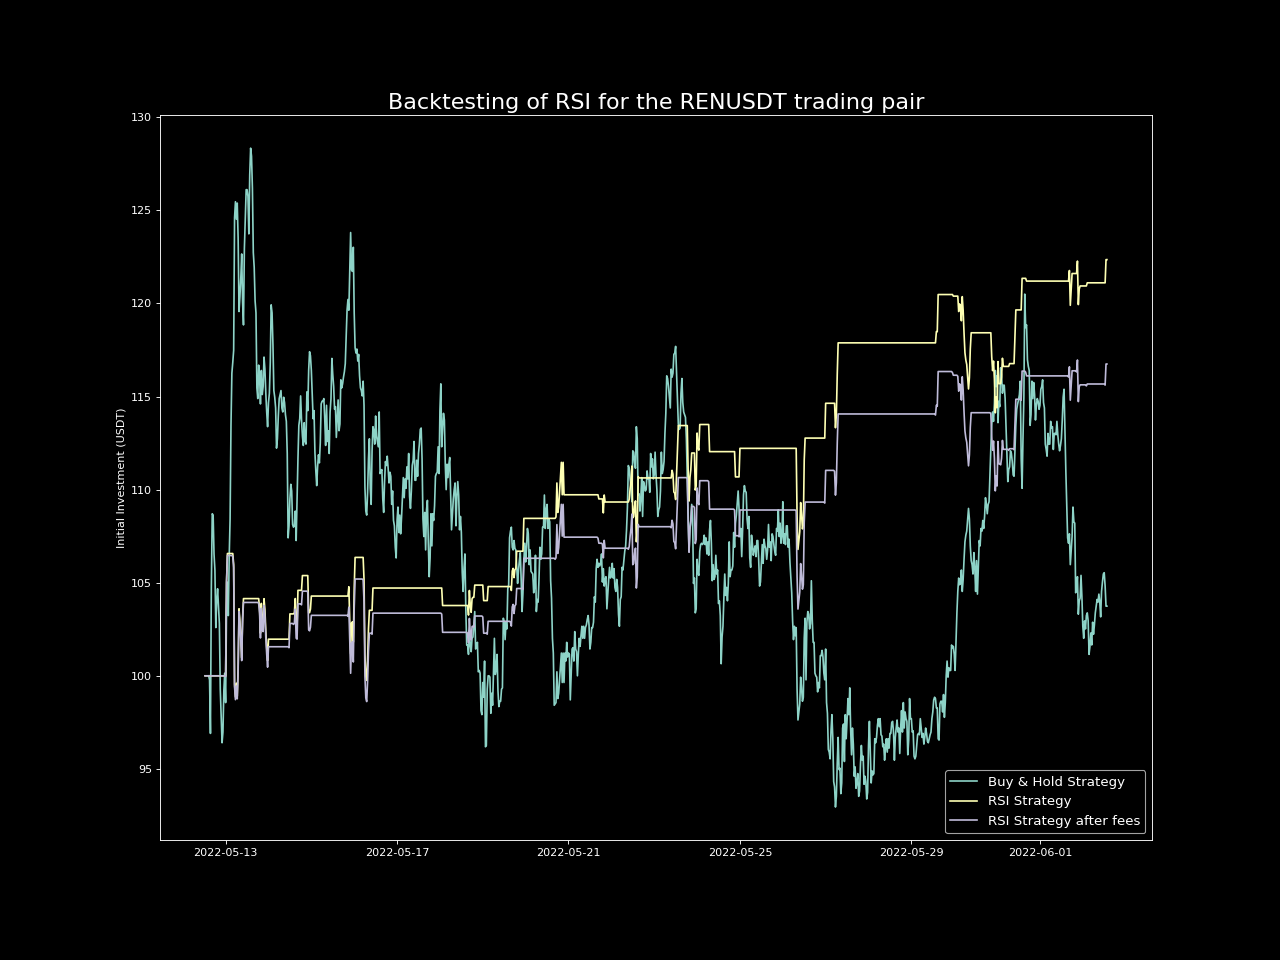 Backtesting of RSI for the RENUSDT trading pair
130
125
120
115
110
105
100
95
Initial Investment (USDT)
2022-05-13
2022-05-17
2022-05-21
2022-05-25
2022-05-29
2022-06-01
Buy & Hold Strategy
RSI Strategy
RSI Strategy after fees